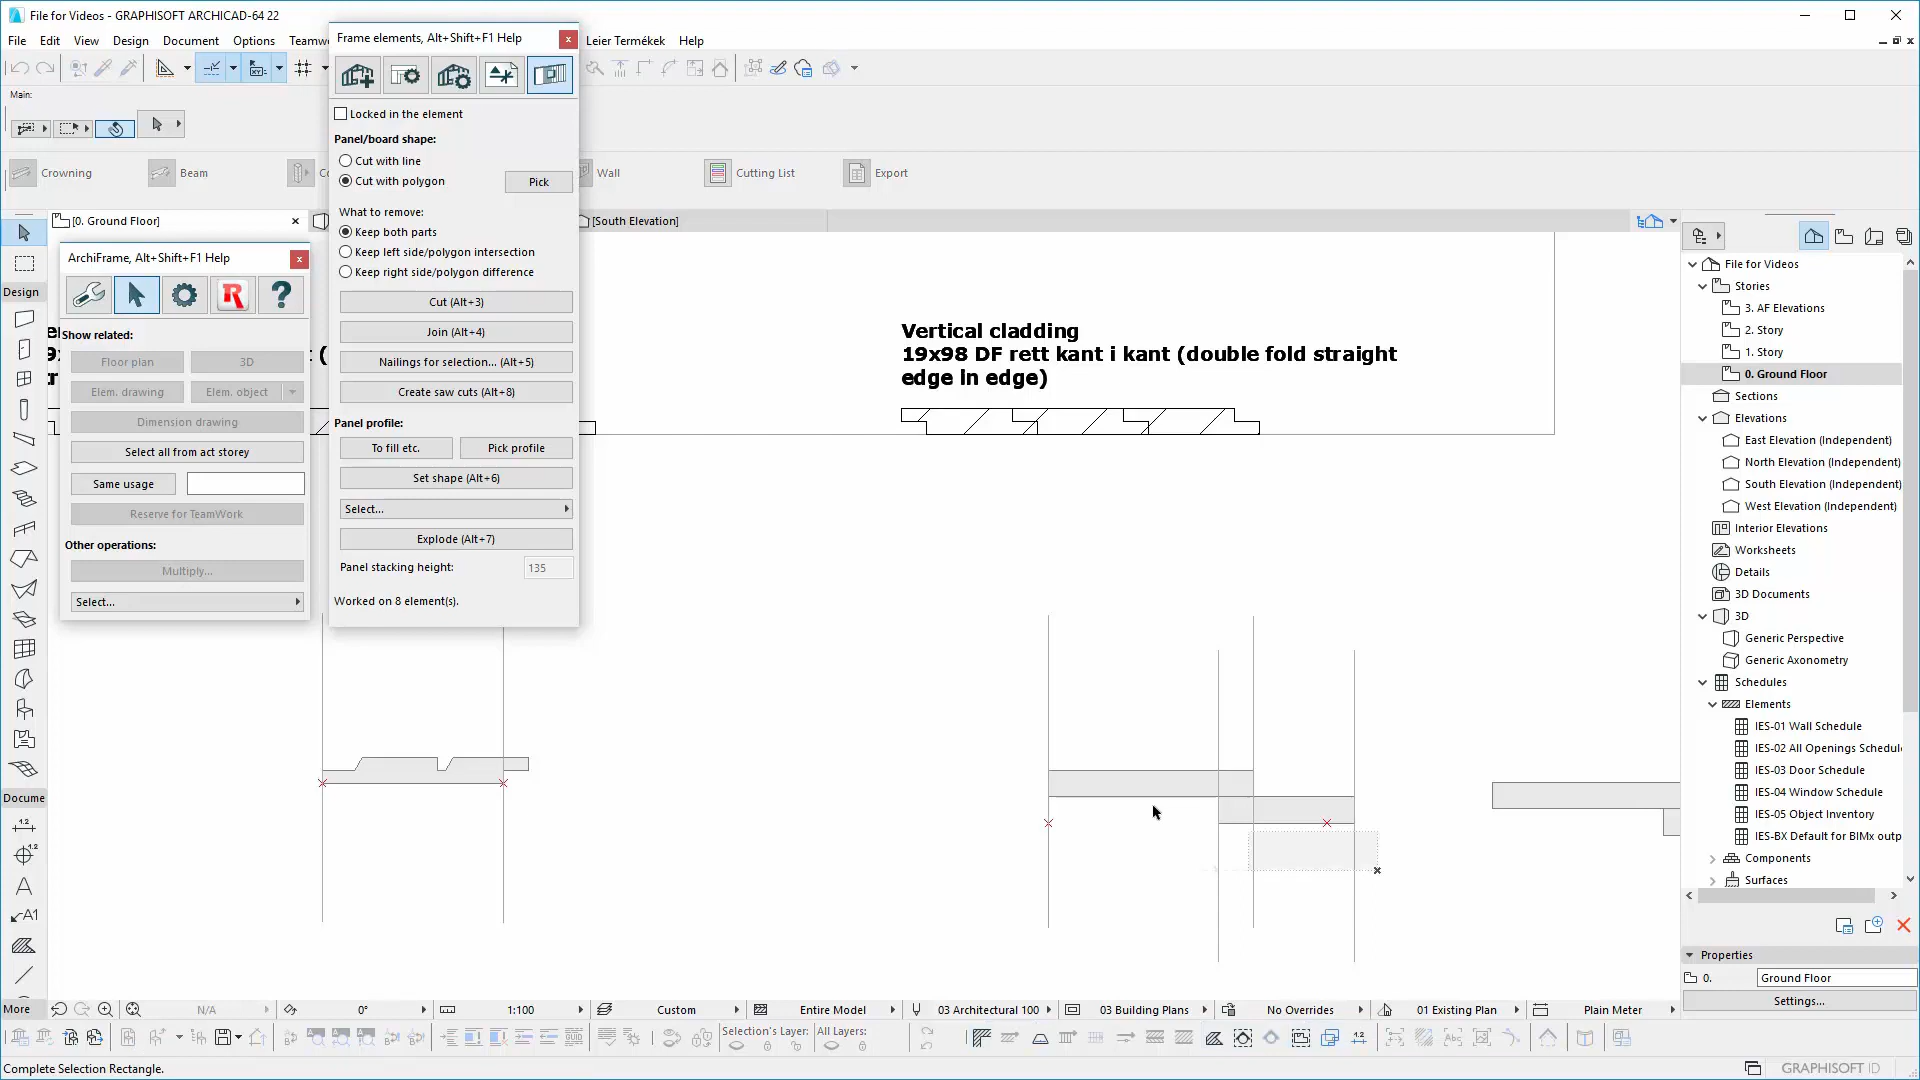 File for Videos - GRAPHISOFT ARCHICAD-64 22
File Edit View Design Document Options Teamw
Leier Termékek Help
Main:
Crowning
Beam
Wall
Cutting List
Export
[0. Ground Floor]
[South Elevation]
Frame elements, Alt+Shift+F1 Help
Locked in the element
Panel/board shape:
Cut with line
Cut with polygon
Pick
What to remove:
Keep both parts
Keep left side/polygon intersection
Keep right side/polygon difference
Cut (Alt+3)
Join (Alt+4)
Nailings for selection... (Alt+5)
Create saw cuts (Alt+8)
Panel profile:
To fill etc.
Pick profile
Set shape (Alt+6)
Select...
Explode (Alt+7)
Panel stacking height:
135
Worked on 8 element(s).
ArchiFrame, Alt+Shift+F1 Help
Show related:
Floor plan
3D
Elem. drawing
Elem. object
Dimension drawing
Select all from act storey
Same usage
Reserve for TeamWork
Other operations:
Multiply...
Select...
Design
Docume
More
Vertical cladding
19x98 DF rett kant i kant (double fold straight
edge in edge)
File for Videos
Stories
3. AF Elevations
2. Story
1. Story
0. Ground Floor
Sections
Elevations
East Elevation (Independent)
North Elevation (Independent)
South Elevation (Independent)
West Elevation (Independent)
Interior Elevations
Worksheets
Details
3D Documents
3D
Generic Perspective
Generic Axonometry
Schedules
Elements
IES-01 Wall Schedule
IES-02 All Openings Schedul
IES-03 Door Schedule
IES-04 Window Schedule
IES-05 Object Inventory
IES-BX Default for BIMx outp
Components
Surfaces
Properties
0.
Ground Floor
Settings...
N/A
0°
1:100
Custom
Entire Model
03 Architectural 100
03 Building Plans
No Overrides
01 Existing Plan
Plain Meter
Selection's Layer:
All Layers:
Complete Selection Rectangle.
GRAPHISOFT ID